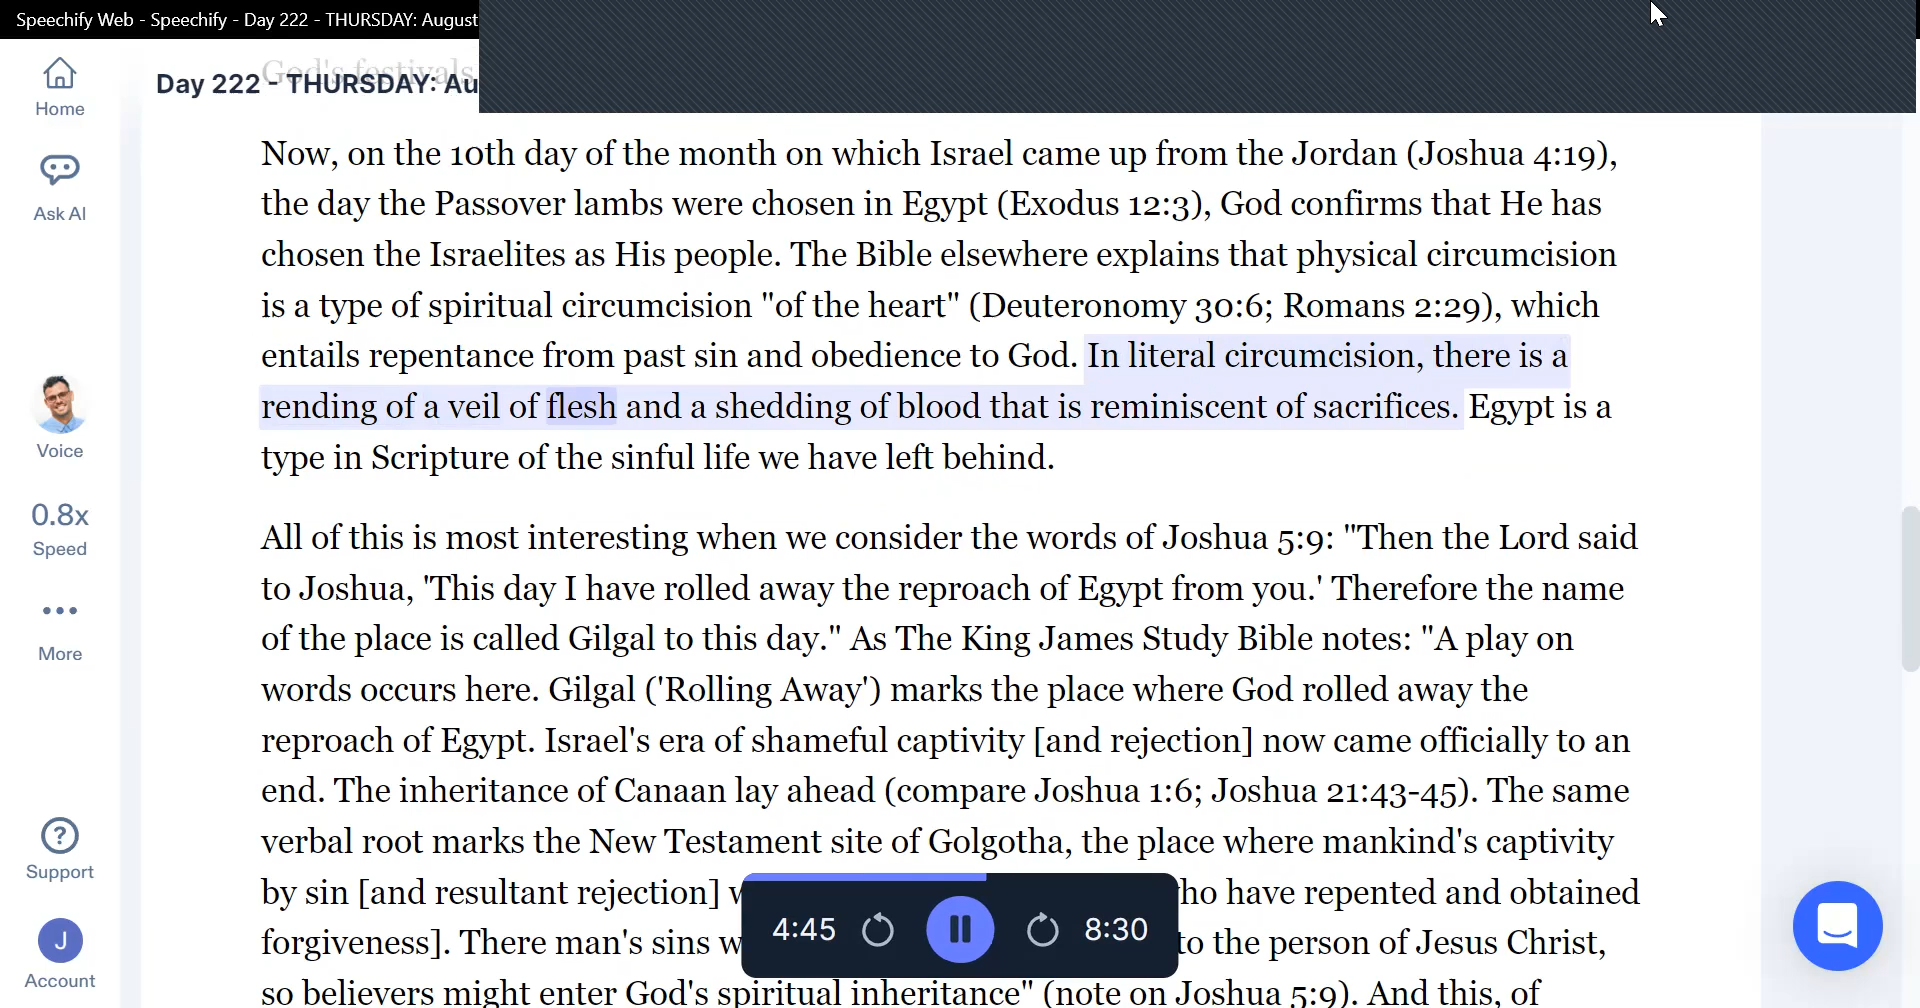 Speechify Web - Speechify - Day 222 - THURSDAY: August
Home
Ask AI
Voice
0.8x
Speed
More
Support
J
Account
God's festivals
Day 222 - THURSDAY: Au
Now, on the 10th day of the month on which Israel came up from the Jordan (Joshua 4:19),
the day the Passover lambs were chosen in Egypt (Exodus 12:3), God confirms that He has
chosen the Israelites as His people. The Bible elsewhere explains that physical circumcision
is a type of spiritual circumcision "of the heart" (Deuteronomy 30:6; Romans 2:29), which
entails repentance from past sin and obedience to God. In literal circumcision, there is a
rending of a veil of flesh and a shedding of blood that is reminiscent of sacrifices. Egypt is a
type in Scripture of the sinful life we have left behind.
All of this is most interesting when we consider the words of Joshua 5:9: "Then the Lord said
to Joshua, 'This day I have rolled away the reproach of Egypt from you.' Therefore the name
of the place is called Gilgal to this day." As The King James Study Bible notes: "A play on
words occurs here. Gilgal ('Rolling Away') marks the place where God rolled away the
reproach of Egypt. Israel's era of shameful captivity [and rejection] now came officially to an
end. The inheritance of Canaan lay ahead (compare Joshua 1:6; Joshua 21:43-45). The same
verbal root marks the New Testament site of Golgotha, the place where mankind's captivity
by sin [and resultant rejection] ho have repented and obtained
forgiveness]. There man's sins to the person of Jesus Christ,
so believers might enter God's spiritual inheritance" (note on Joshua 5:9). And this, of
4:45
8:30